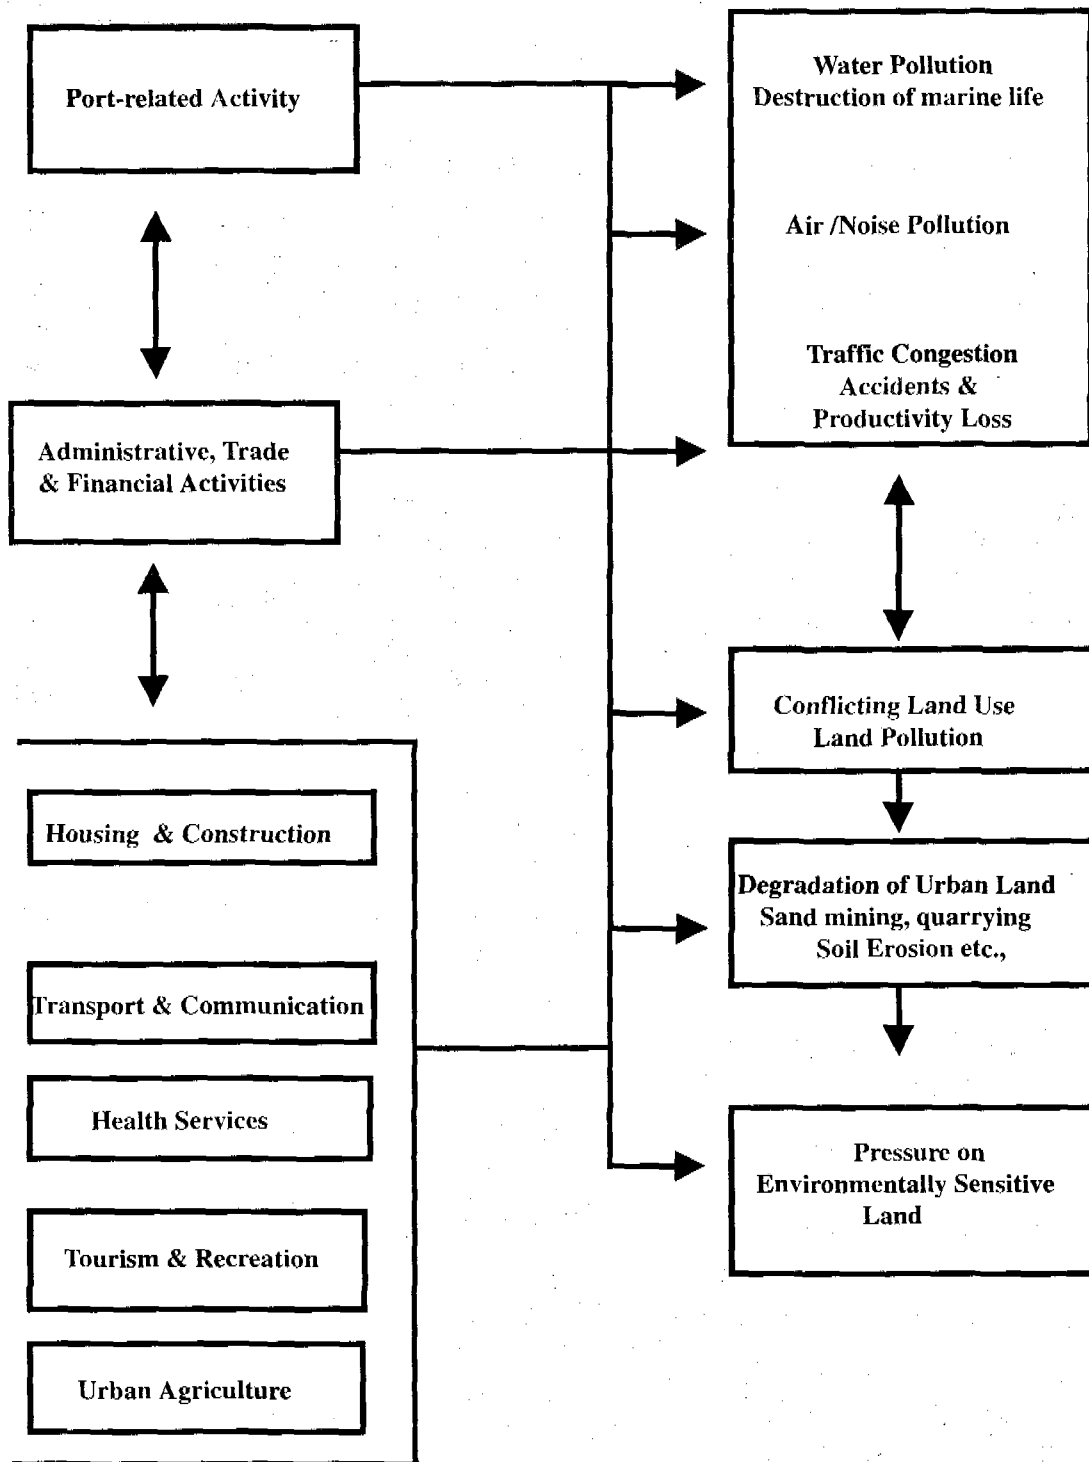 Port-related Activity
Administrative, Trade
& Financial Activities
Housing & Construction
Transport & Communication
Health Services
Tourism & Recreation
Urban Agriculture
Water Pollution
Destruction of marine life
Air /Noise Pollution
Traffic Congestion
Accidents &
Productivity Loss
Conflicting Land Use
Land Pollution
Degradation of Urban Land
Sand mining, quarrying
Soil Erosion etc.,
Pressure on
Environmentally Sensitive
Land